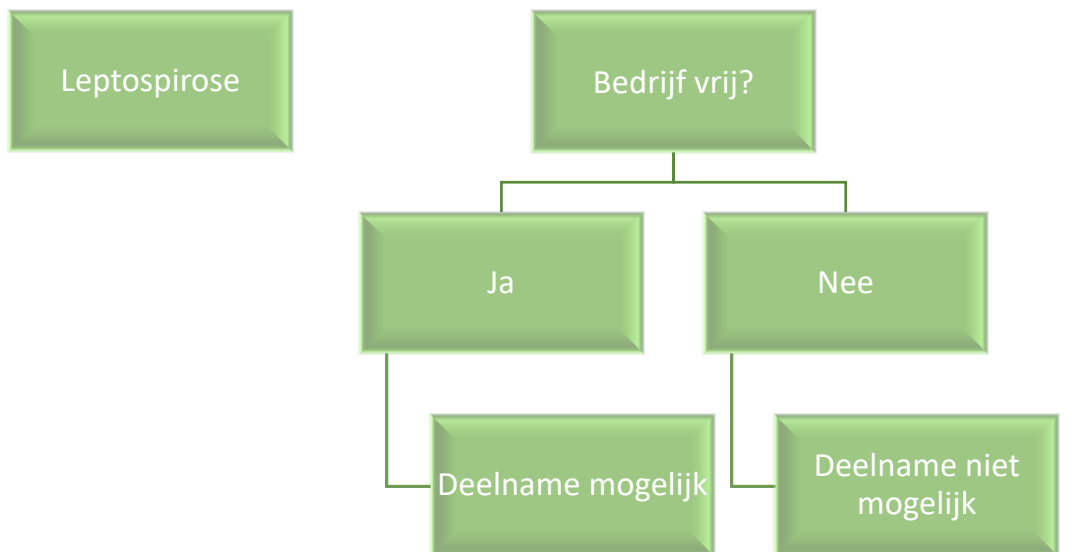 Leptospirose
Bedrijf vrij?
Ja
Nee
Deelname mogelijk
Deelname niet
mogelijk